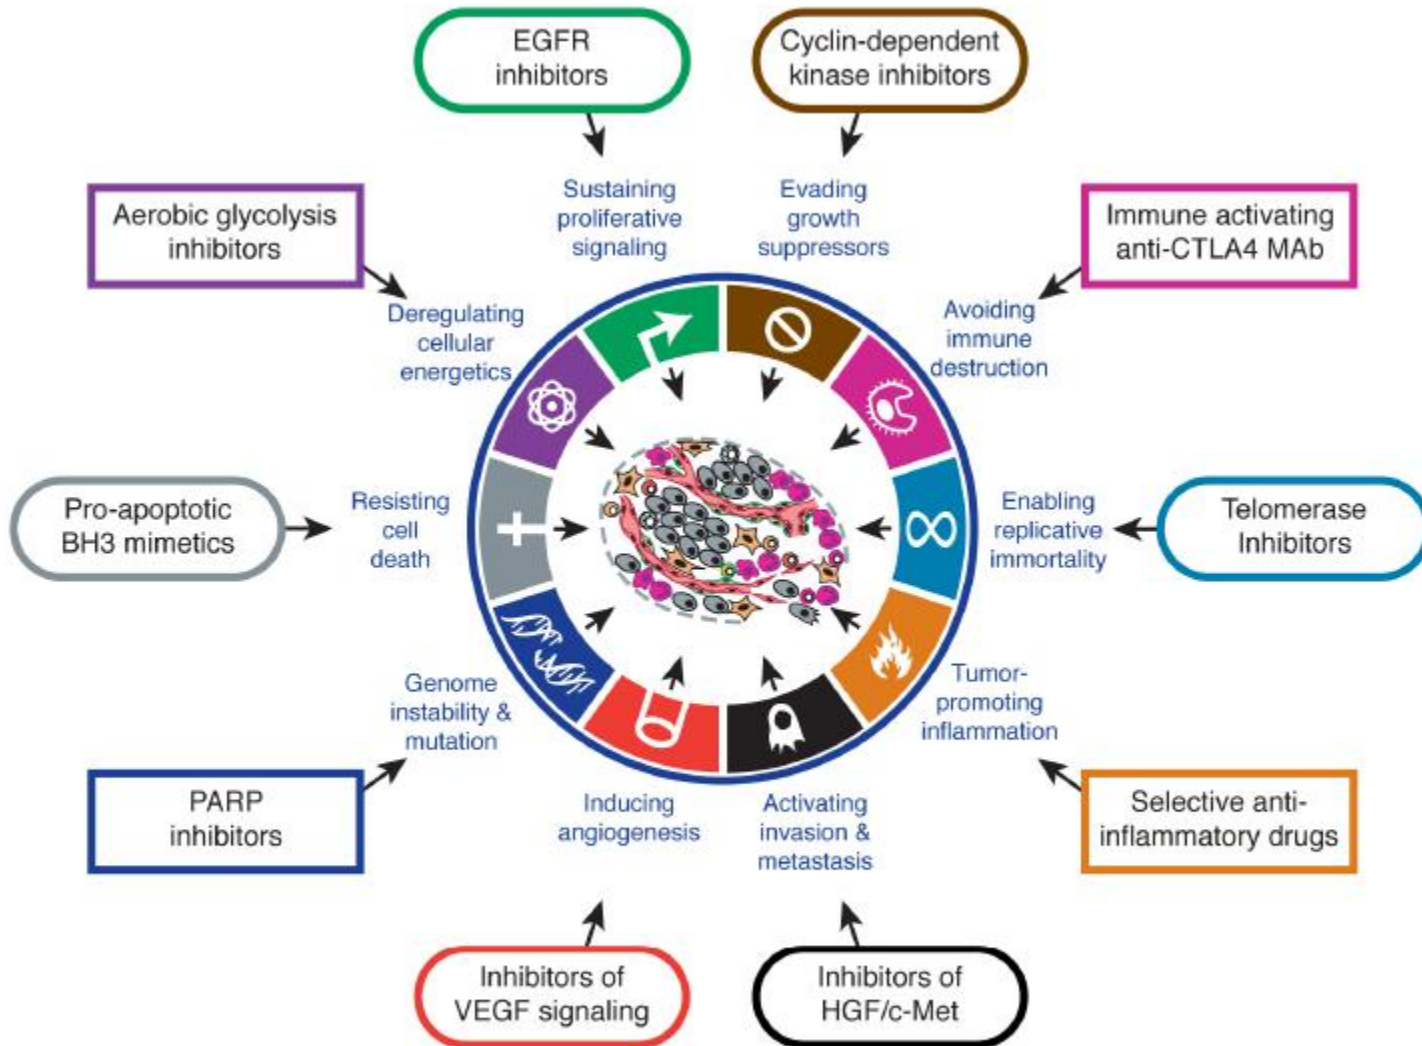 EGFR
inhibitors
Cyclin-dependent
kinase inhibitors
Sustaining
proliferative
signaling
Evading
growth
suppressors
Aerobic glycolysis
inhibitors
Immune activating
anti-CTLA4 MAb
Deregulating
cellular
energetics
Avoiding
immune
destruction
Pro-apoptotic
BH3 mimetics
Resisting
cell
death
Enabling
replicative
immortality
Telomerase
Inhibitors
Genome
instability &
mutation
Tumor-
promoting
inflammation
PARP
inhibitors
Inducing
angiogenesis
Activating
invasion &
metastasis
Selective anti-
inflammatory drugs
Inhibitors of
VEGF signaling
Inhibitors of
HGF/c-Met